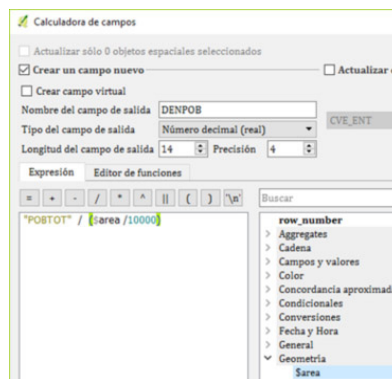 Calculadora de campos
Actualizar sólo 0 objetos espaciales seleccionados
Crear un campo nuevo
Actualizar
Crear campo virtual
Nombre del campo de salida DENPOB
CVE_ENT
Tipo del campo de salida Número decimal (real)
Longitud del campo de salida 14 Precisión 4
Expresión Editor de funciones
= + - / * ^ || ( ) '\n' Buscar
"POBTOT" / ($area /10000)
row_number
Aggregates
Cadena
Campos y valores
Color
Concordancia aproximad
Condicionales
Conversiones
Fecha y Hora
General
Geometría
$area